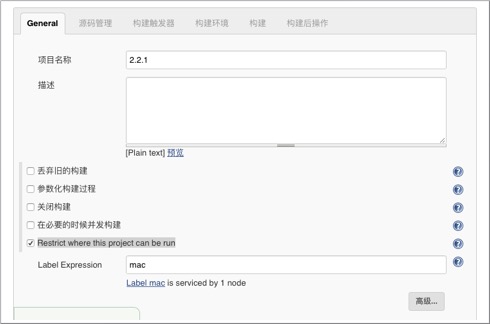 General 源码管理 构建触发器 构建环境 构建 构建后操作
项目名称 2.2.1
描述
[Plain text] 预览
丢弃旧的构建
参数化构建过程
关闭构建
在必要的时候并发构建
Restrict where this project can be run
Label Expression mac
Label mac is serviced by 1 node
高级...